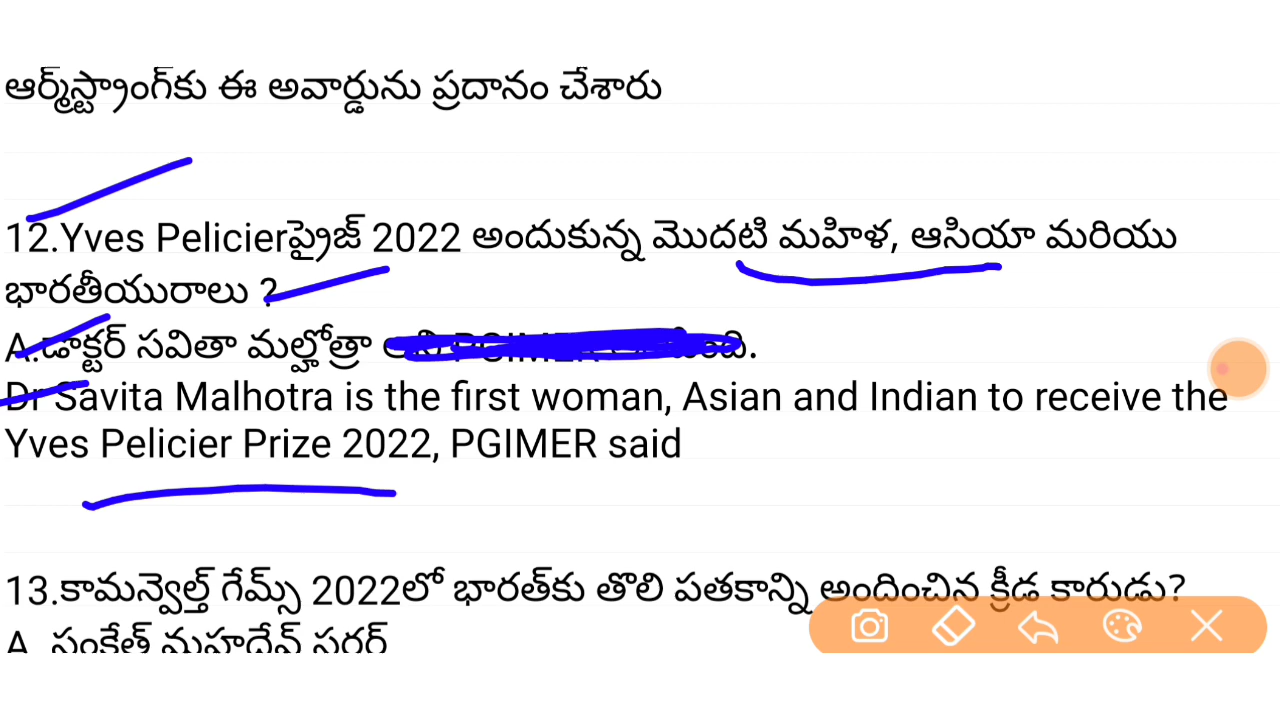 ఆర్మ్‌స్ట్రాంగ్‌కు ఈ అవార్డును ప్రదానం చేశారు
12.Yves Pelicierప్రైజ్ 2022 అందుకున్న మొదటి మహిళ, ఆసియా మరియు
భారతీయురాలు ?
A.డాక్టర్ సవితా మల్హోత్రా
Dr Savita Malhotra is the first woman, Asian and Indian to receive the
Yves Pelicier Prize 2022, PGIMER said
13.కామన్వెల్త్ గేమ్స్ 2022లో భారత్‌కు తొలి పతకాన్ని అందించిన క్రీడ కారుడు?
A సంకేత్ మహదేవ్ సర్గర్